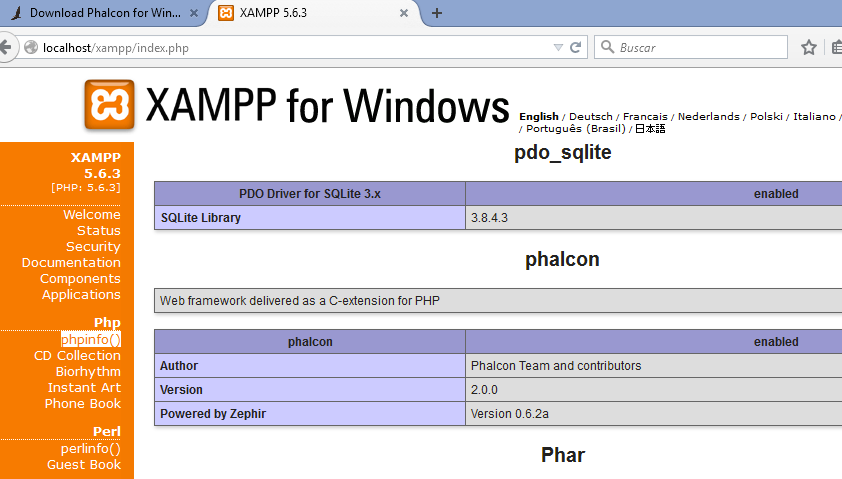 Download Phalcon for Win...
XAMPP 5.6.3
localhost/xampp/index.php
Buscar
XAMPP for Windows
English / Deutsch / Francais / Nederlands / Polski / Italiano /
/ Português (Brasil) / 日本語
XAMPP
5.6.3
[PHP: 5.6.3]
Welcome
Status
Security
Documentation
Components
Applications
Php
phpinfo()
CD Collection
Biorhythm
Instant Art
Phone Book
Perl
perlinfo()
Guest Book
pdo_sqlite
PDO Driver for SQLite 3.x enabled
SQLite Library 3.8.4.3
phalcon
Web framework delivered as a C-extension for PHP
phalcon enabled
Author Phalcon Team and contributors
Version 2.0.0
Powered by Zephir Version 0.6.2a
Phar